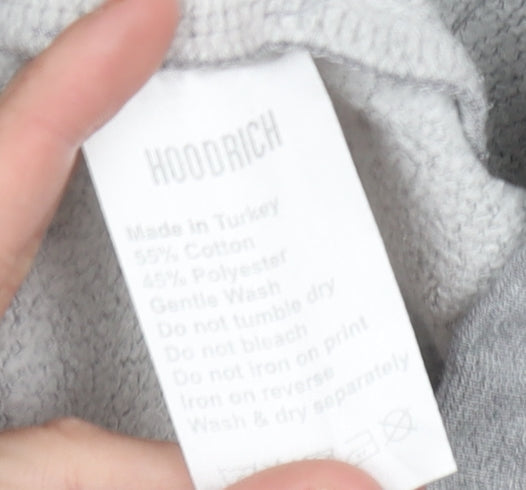 HOODRICH
Made in Turkey
55% Cotton
45% Polyester
Gentle Wash
Do not tumble dry
Do not bleach
Do not iron on print
Iron on reverse
Wash & dry separately